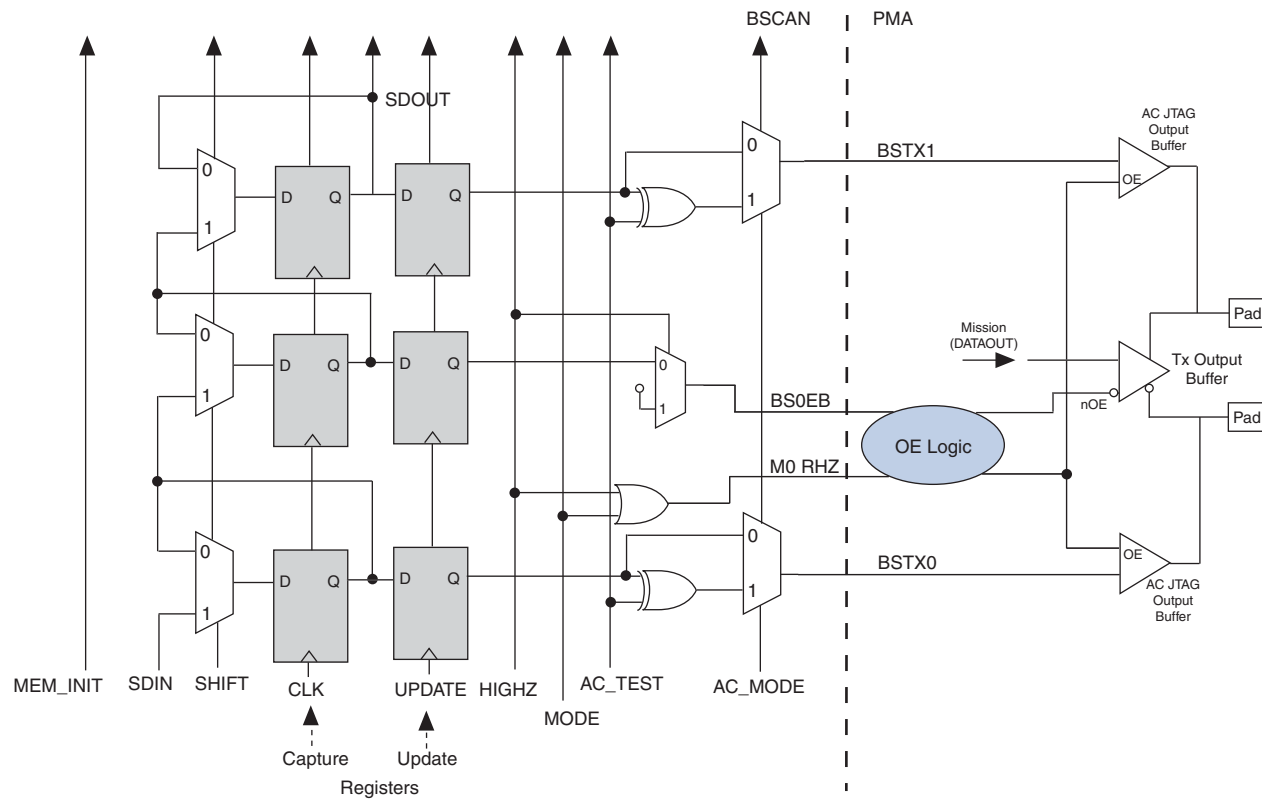 BSCAN
PMA
SDOUT
AC JTAG
Output
Buffer
0
0
BSTX1
D
Q
D
Q
OE
1
1
0
Pad
Mission
(DATAOUT)
D
Q
D
Q
0
Tx Output
Buffer
1
nOE
BS0EB
1
Pad
OE Logic
M0 RHZ
0
0
OE
D
Q
D
Q
BSTX0
1
1
AC JTAG
Output
Buffer
MEM_INIT
SDIN
SHIFT
CLK
UPDATE
HIGHZ
AC_TEST
AC_MODE
MODE
Capture
Update
Registers